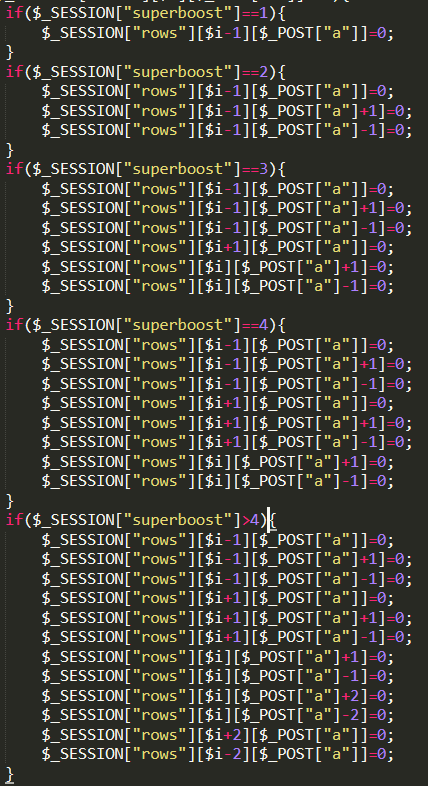 if($_SESSION["superboost"]==1){
    $_SESSION["rows"][$i-1][$_POST["a"]]=0;
}
if($_SESSION["superboost"]==2){
    $_SESSION["rows"][$i-1][$_POST["a"]]=0;
    $_SESSION["rows"][$i-1][$_POST["a"]+1]=0;
    $_SESSION["rows"][$i-1][$_POST["a"]-1]=0;
}
if($_SESSION["superboost"]==3){
    $_SESSION["rows"][$i-1][$_POST["a"]]=0;
    $_SESSION["rows"][$i-1][$_POST["a"]+1]=0;
    $_SESSION["rows"][$i-1][$_POST["a"]-1]=0;
    $_SESSION["rows"][$i+1][$_POST["a"]]=0;
    $_SESSION["rows"][$i][$_POST["a"]+1]=0;
    $_SESSION["rows"][$i][$_POST["a"]-1]=0;
}
if($_SESSION["superboost"]==4){
    $_SESSION["rows"][$i-1][$_POST["a"]]=0;
    $_SESSION["rows"][$i-1][$_POST["a"]+1]=0;
    $_SESSION["rows"][$i-1][$_POST["a"]-1]=0;
    $_SESSION["rows"][$i+1][$_POST["a"]]=0;
    $_SESSION["rows"][$i+1][$_POST["a"]+1]=0;
    $_SESSION["rows"][$i+1][$_POST["a"]-1]=0;
    $_SESSION["rows"][$i][$_POST["a"]+1]=0;
    $_SESSION["rows"][$i][$_POST["a"]-1]=0;
}
if($_SESSION["superboost"]>4){
    $_SESSION["rows"][$i-1][$_POST["a"]]=0;
    $_SESSION["rows"][$i-1][$_POST["a"]+1]=0;
    $_SESSION["rows"][$i-1][$_POST["a"]-1]=0;
    $_SESSION["rows"][$i+1][$_POST["a"]]=0;
    $_SESSION["rows"][$i+1][$_POST["a"]+1]=0;
    $_SESSION["rows"][$i+1][$_POST["a"]-1]=0;
    $_SESSION["rows"][$i][$_POST["a"]+1]=0;
    $_SESSION["rows"][$i][$_POST["a"]-1]=0;
    $_SESSION["rows"][$i][$_POST["a"]+2]=0;
    $_SESSION["rows"][$i][$_POST["a"]-2]=0;
    $_SESSION["rows"][$i+2][$_POST["a"]]=0;
    $_SESSION["rows"][$i-2][$_POST["a"]]=0;
}